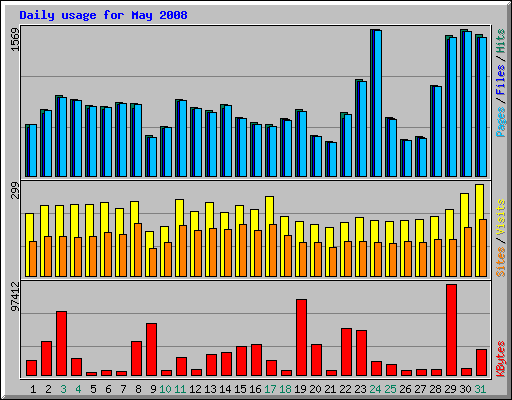 Daily usage for May 2008
1569
Pages / Files / Hits
299
Sites / Visits
97412
KBytes
1 2 3 4 5 6 7 8 9 10 11 12 13 14 15 16 17 18 19 20 21 22 23 24 25 26 27 28 29 30 31